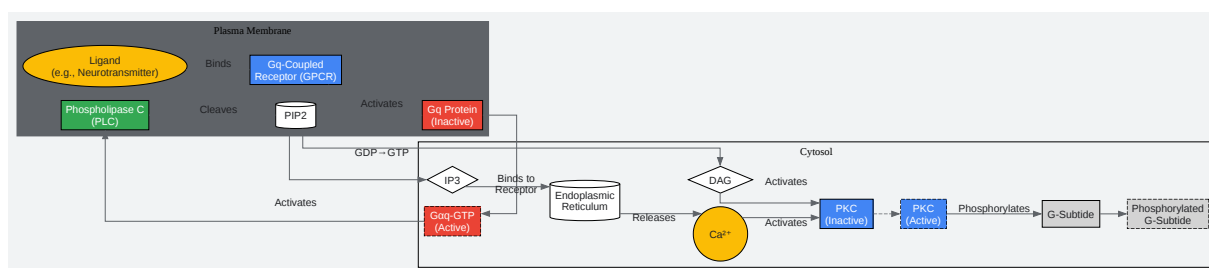 Plasma Membrane
Ligand
(e.g., Neurotransmitter)
Binds
Gq-Coupled
Receptor (GPCR)
Phospholipase C
(PLC)
Cleaves
PIP2
Activates
Gq Protein
(Inactive)
GDP→GTP
Cytosol
IP3
Binds to
Receptor
Endoplasmic
Reticulum
DAG
Activates
Activates
Gαq-GTP
(Active)
Releases
Ca²⁺
Activates
PKC
(Inactive)
PKC
(Active)
Phosphorylates
G-Subtide
Phosphorylated
G-Subtide